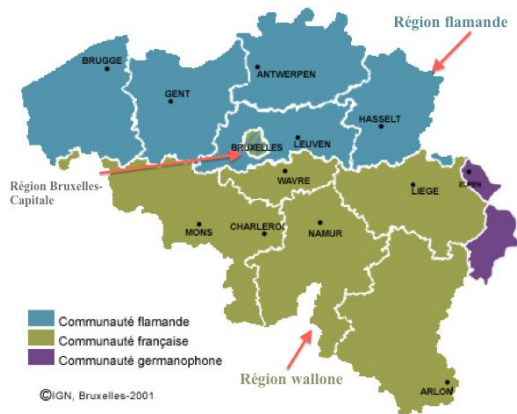 Région flamande
BRUGGE
ANTWERPEN
GENT
HASSELT
BRUXELLES
LEUVEN
Région Bruxelles-
Capitale
WAVRE
LIEGE
EUPEN
MONS
CHARLEROI
NAMUR
Communauté flamande
Communauté française
Communauté germanophone
Région wallone
ARLON
©IGN, Bruxelles-2001